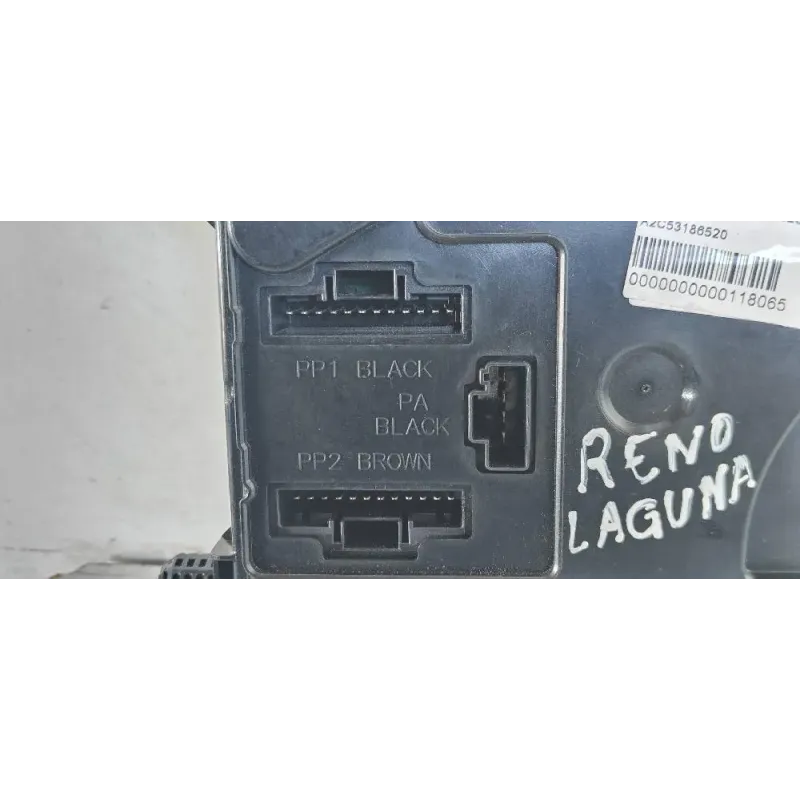 A2C53186520
0000000000118065
PP1 BLACK
PA
BLACK
PP2 BROWN
RENO
LAGUNA